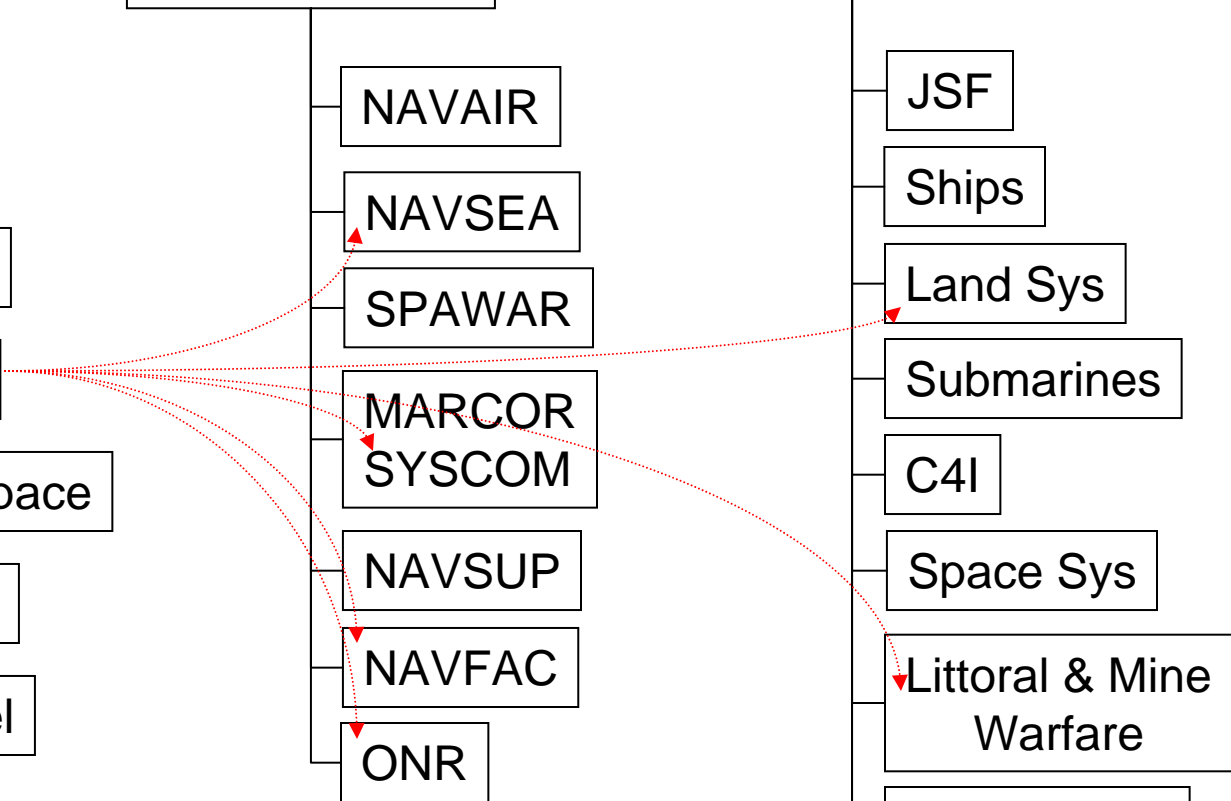 NAVAIR
NAVSEA
SPAWAR
MARCOR
SYSCOM
NAVSUP
NAVFAC
ONR
JSF
Ships
Land Sys
Submarines
C4I
Space Sys
Littoral & Mine
Warfare